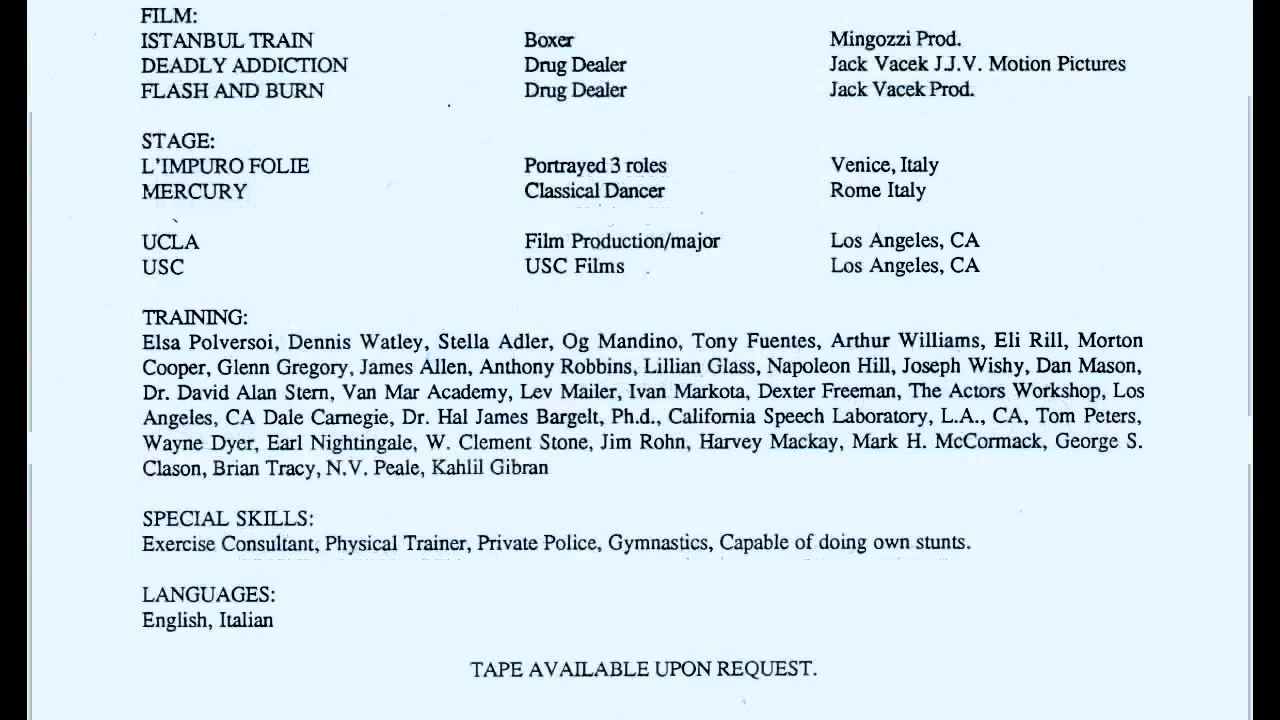 FILM:
ISTANBUL TRAIN Boxer Mingozzi Prod.
DEADLY ADDICTION Drug Dealer Jack Vacek J.J.V. Motion Pictures
FLASH AND BURN Drug Dealer Jack Vacek Prod.
STAGE:
L'IMPURO FOLIE Portrayed 3 roles Venice, Italy
MERCURY Classical Dancer Rome Italy
UCLA Film Production/major Los Angeles, CA
USC USC Films Los Angeles, CA
TRAINING:
Elsa Polversoi, Dennis Watley, Stella Adler, Og Mandino, Tony Fuentes, Arthur Williams, Eli Rill, Morton
Cooper, Glenn Gregory, James Allen, Anthony Robbins, Lillian Glass, Napoleon Hill, Joseph Wishy, Dan Mason,
Dr. David Alan Stern, Van Mar Academy, Lev Mailer, Ivan Markota, Dexter Freeman, The Actors Workshop, Los
Angeles, CA Dale Carnegie, Dr. Hal James Bargelt, Ph.d., California Speech Laboratory, L.A., CA, Tom Peters,
Wayne Dyer, Earl Nightingale, W. Clement Stone, Jim Rohn, Harvey Mackay, Mark H. McCormack, George S.
Clason, Brian Tracy, N.V. Peale, Kahlil Gibran
SPECIAL SKILLS:
Exercise Consultant, Physical Trainer, Private Police, Gymnastics, Capable of doing own stunts.
LANGUAGES:
English, Italian
TAPE AVAILABLE UPON REQUEST.